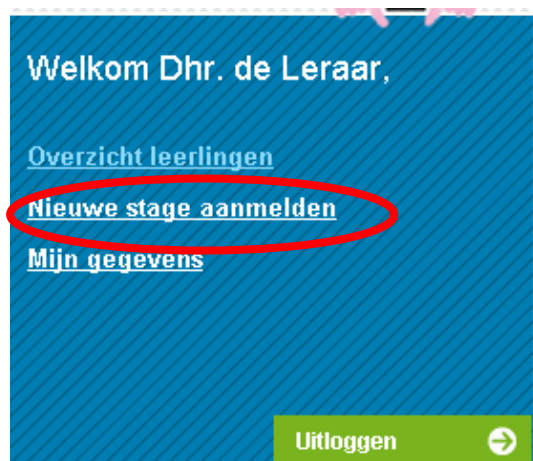 Welkom Dhr. de Leraar,
Overzicht leerlingen
Nieuwe stage aanmelden
Mijn gegevens
Uitloggen